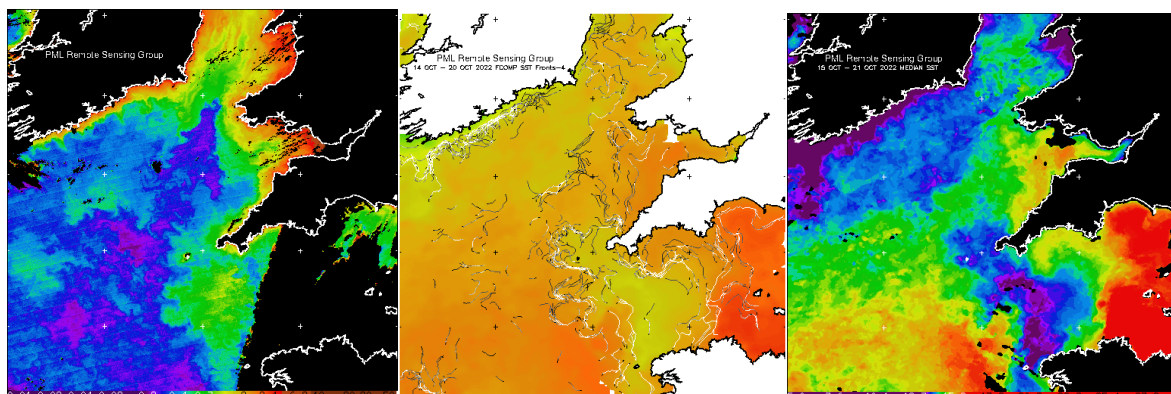 PML Remote Sensing Group
PML Remote Sensing Group
14 OCT - 20 OCT 2022 FCOMP SST Fronts-4
PML Remote Sensing Group
15 OCT - 21 OCT 2022 MEDIAN SST